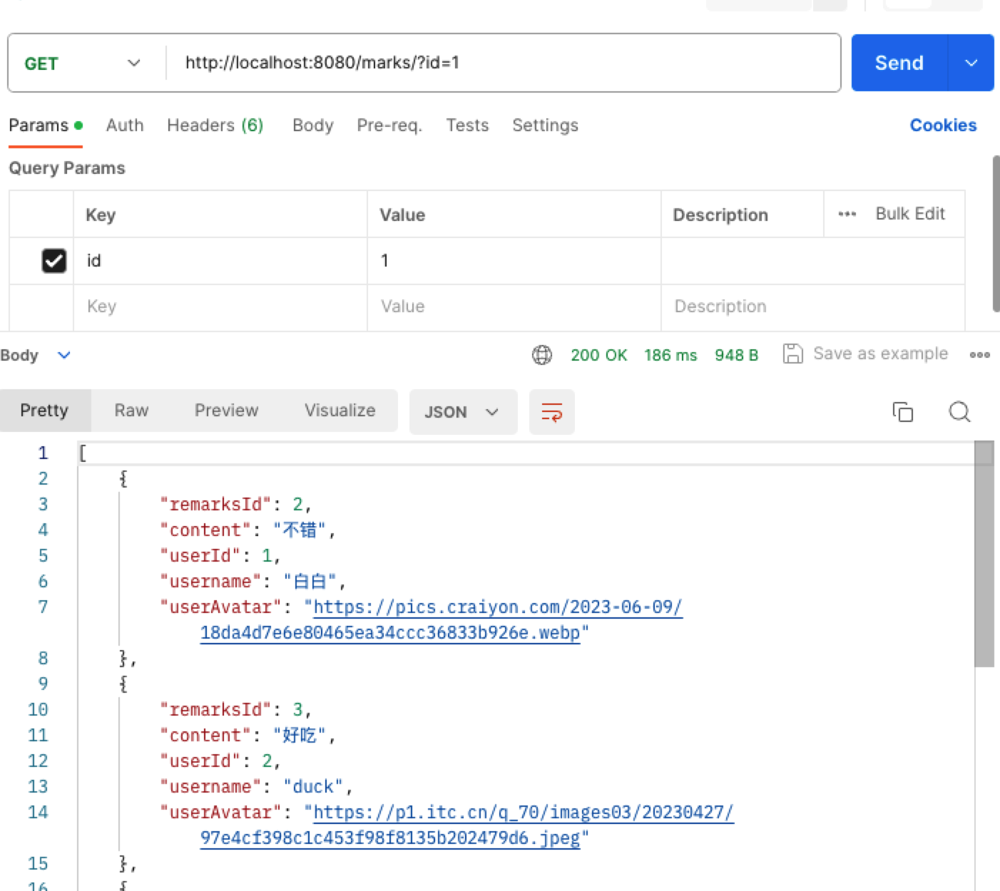 GET http://localhost:8080/marks/?id=1 Send
Params Auth Headers (6) Body Pre-req. Tests Settings Cookies
Query Params
Key Value Description ••• Bulk Edit
id 1
Key Value Description
Body 200 OK 186 ms 948 B Save as example
Pretty Raw Preview Visualize JSON
1 [
2 {
3 "remarksId": 2,
4 "content": "不错",
5 "userId": 1,
6 "username": "白白",
7 "userAvatar": "https://pics.craiyon.com/2023-06-09/
18da4d7e6e80465ea34ccc36833b926e.webp"
8 },
9 {
10 "remarksId": 3,
11 "content": "好吃",
12 "userId": 2,
13 "username": "duck",
14 "userAvatar": "https://p1.itc.cn/q_70/images03/20230427/
97e4cf398c1c453f98f8135b202479d6.jpeg"
15 },
16 {